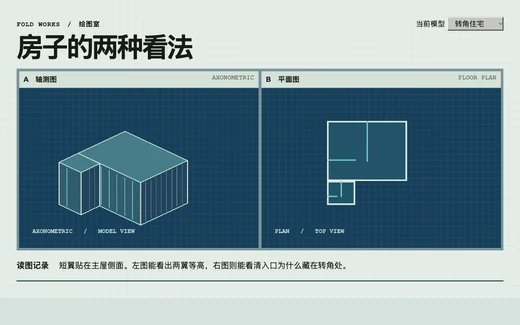 FOLD WORKS / 绘图室
当前模型 转角住宅
房子的两种看法
A 轴测图 AXONOMETRIC
B 平面图 FLOOR PLAN
AXONOMETRIC / MODEL VIEW
PLAN / TOP VIEW
读图记录 短翼贴在主屋侧面。左图能看出两翼等高，右图则能看清入口为什么藏在转角处。